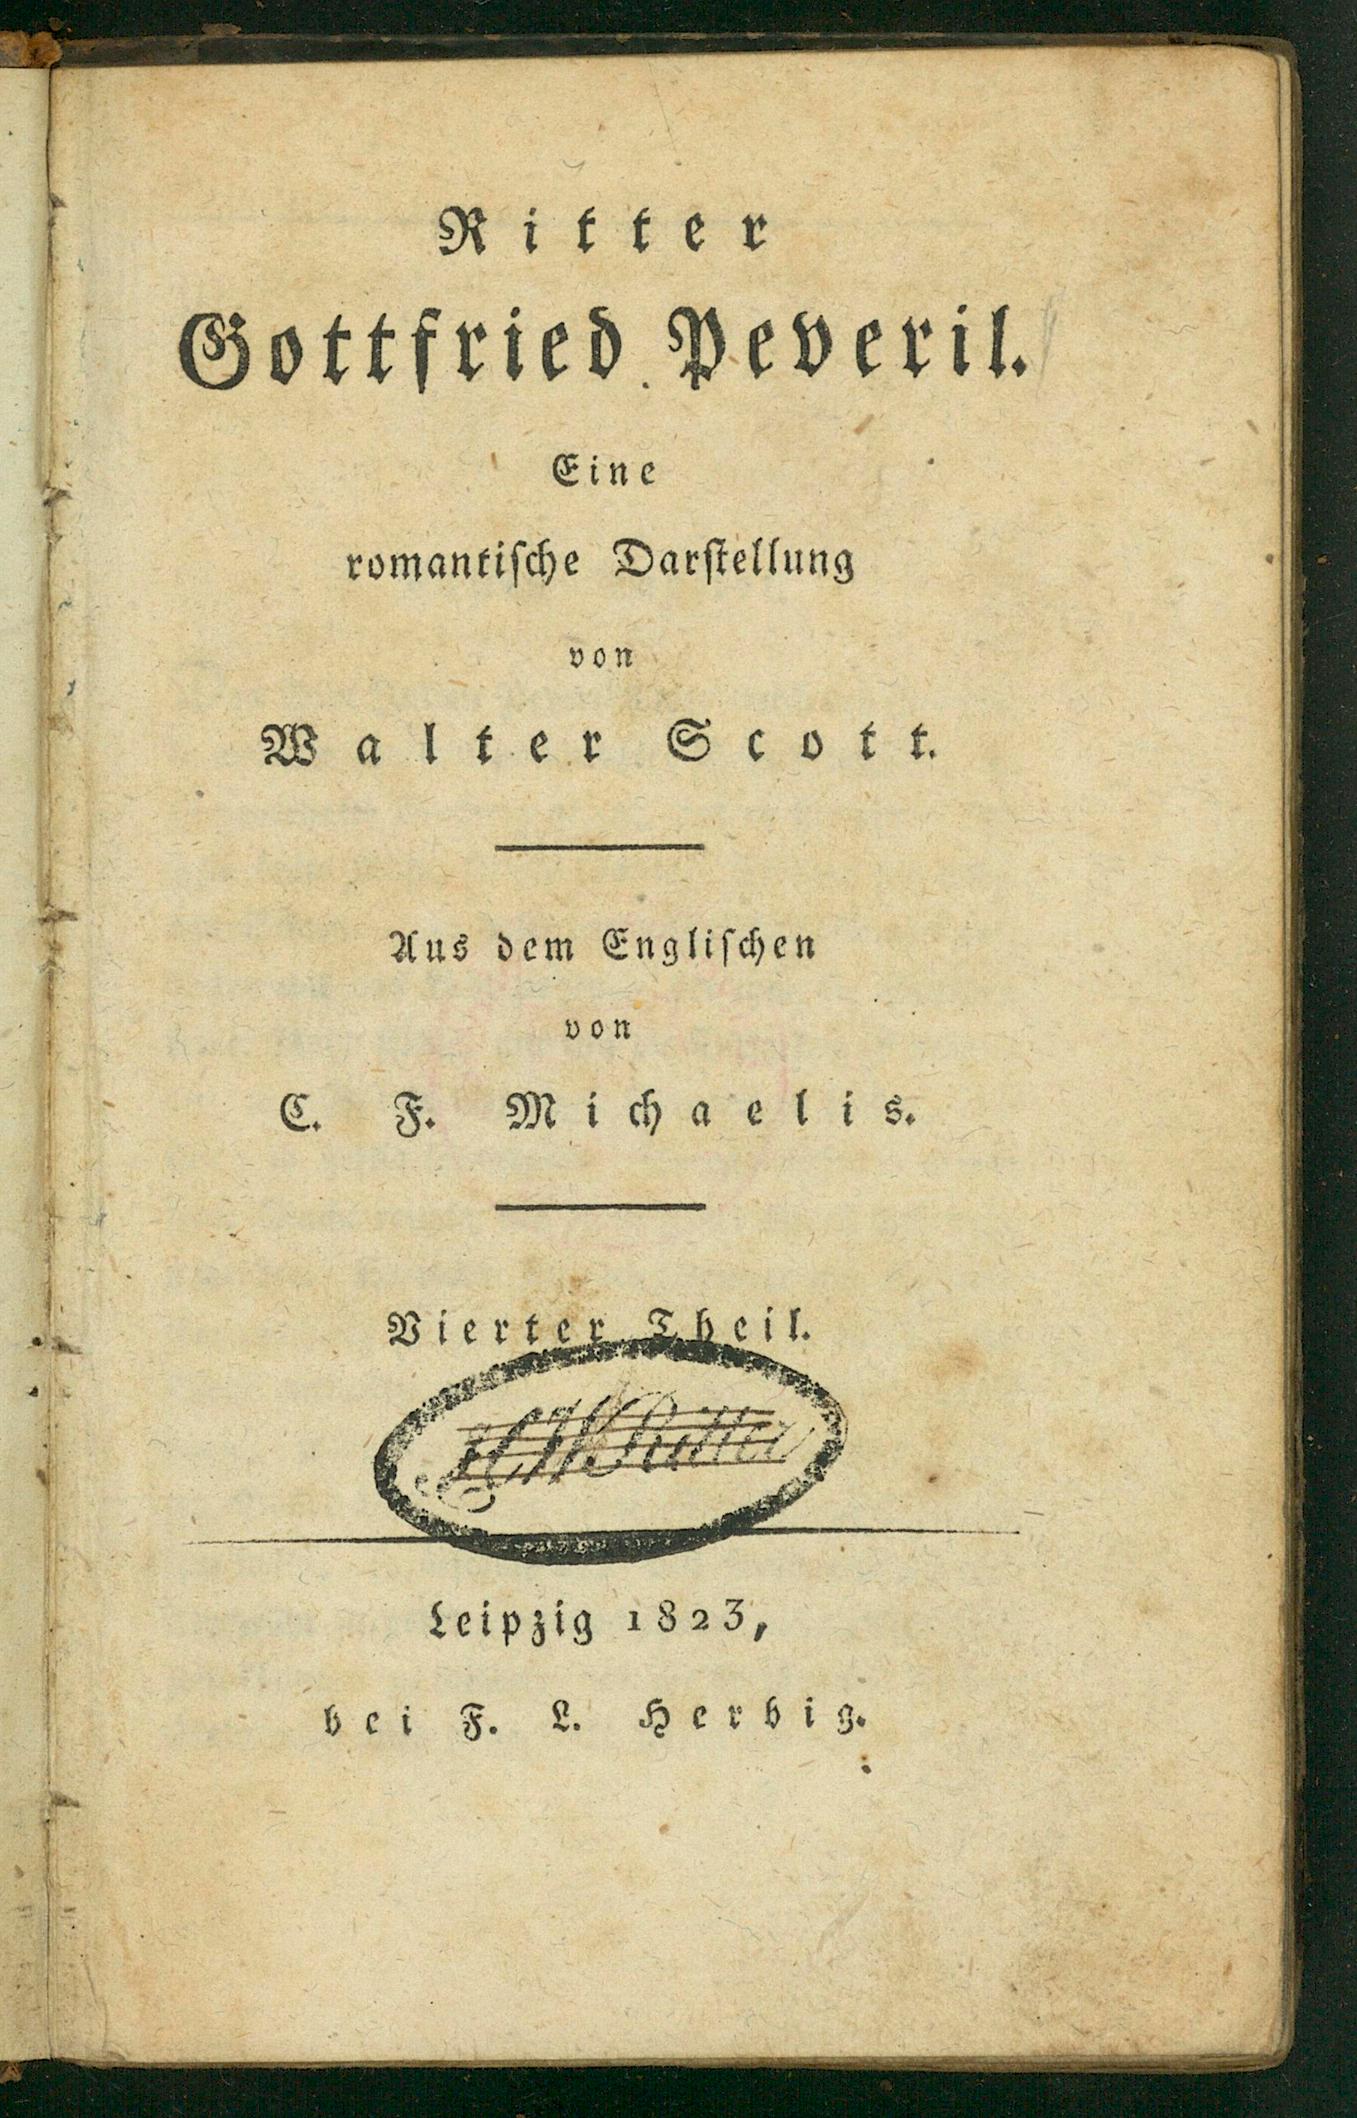 Ritter
Gottfried Peveril.
Eine
romantiſche Darſtellung
von
Walter Scott.
Aus dem Engliſchen
von
C. F. Michaelis.
Vierter Theil.
Leipzig 1823,
bei F. L. Herbig.